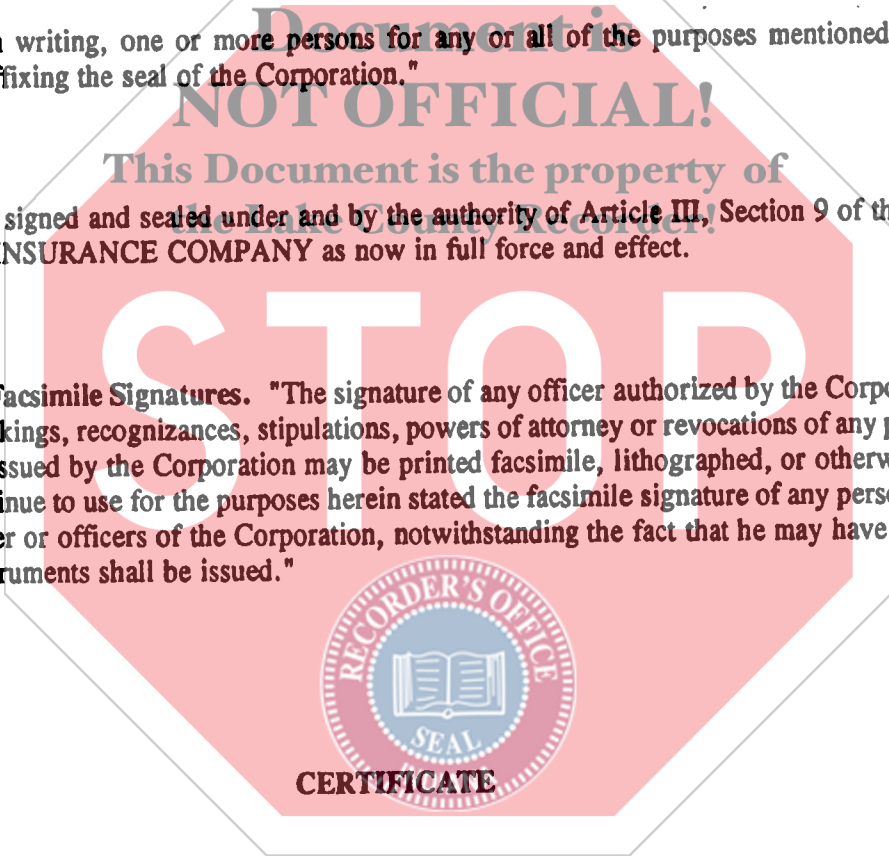 Document is
writing, one or more persons for any or all of the purposes mentioned
NOT OFFICIAL!
fixing the seal of the Corporation."
This Document is the property of
the Lake County Recorder!
signed and sealed under and by the authority of Article III, Section 9 of th
INSURANCE COMPANY as now in full force and effect.
STOP
acsimile Signatures. "The signature of any officer authorized by the Corpo
kings, recognizances, stipulations, powers of attorney or revocations of any p
ssued by the Corporation may be printed facsimile, lithographed, or otherw
inue to use for the purposes herein stated the facsimile signature of any perso
er or officers of the Corporation, notwithstanding the fact that he may have
ruments shall be issued."
RECORDER'S OFFICE
SEAL
CERTIFICATE